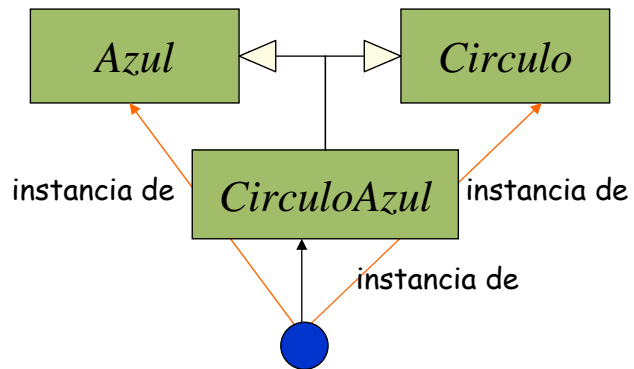 Azul
Circulo
instancia de
CirculoAzul
instancia de
instancia de